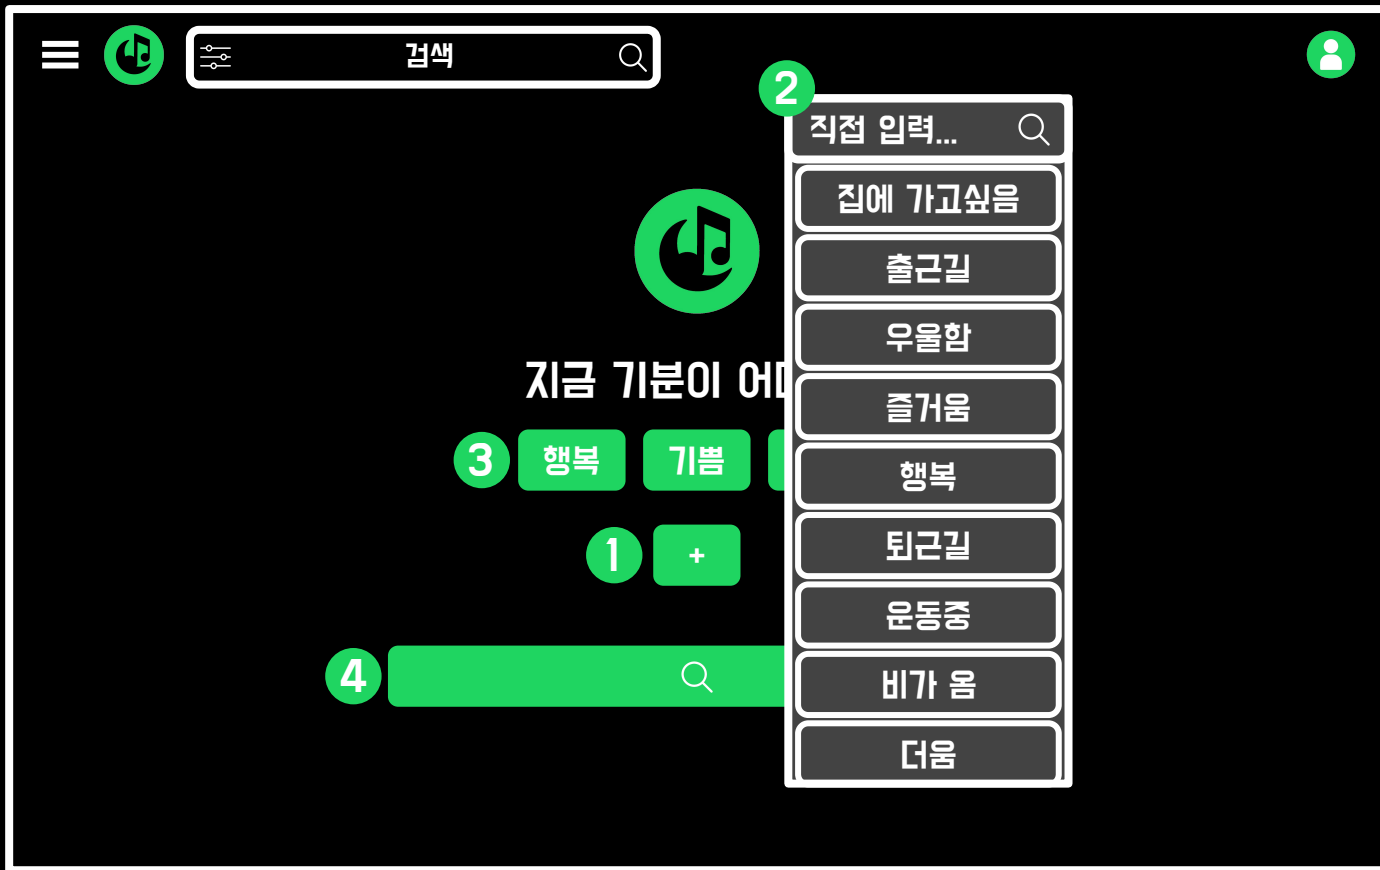 검색
2
직접 입력...
집에 가고싶음
출근길
우울함
즐거움
행복
퇴근길
운동중
비가 옴
더움
지금 기분이
3
행복
기쁨
1
+
4